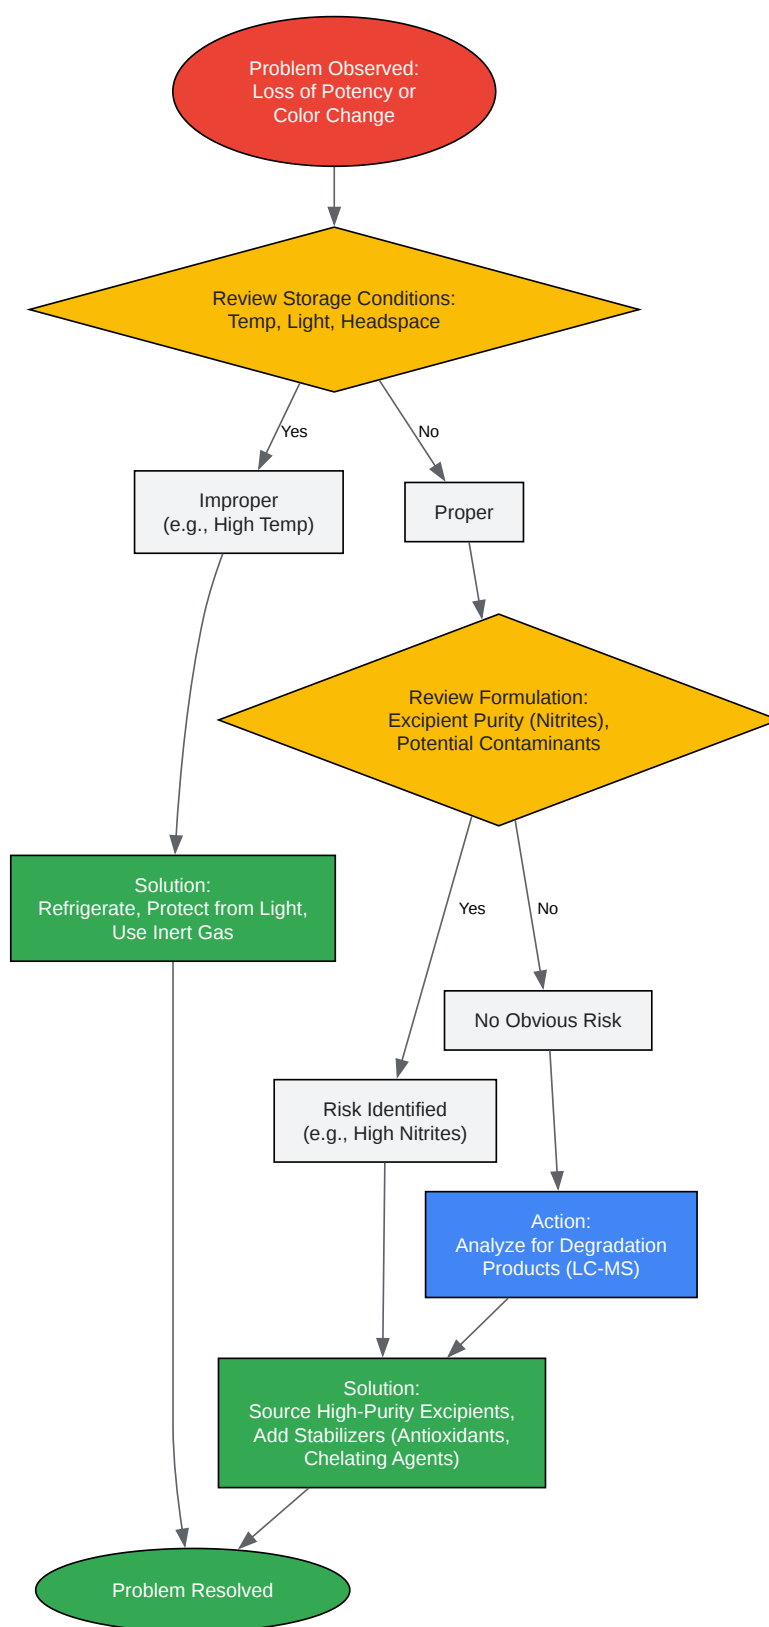 Problem Observed:
Loss of Potency or
Color Change
Review Storage Conditions:
Temp, Light, Headspace
Yes
No
Improper
(e.g., High Temp)
Proper
Review Formulation:
Excipient Purity (Nitrites),
Potential Contaminants
Solution:
Refrigerate, Protect from Light,
Use Inert Gas
Yes
No
No Obvious Risk
Risk Identified
(e.g., High Nitrites)
Action:
Analyze for Degradation
Products (LC-MS)
Solution:
Source High-Purity Excipients,
Add Stabilizers (Antioxidants,
Chelating Agents)
Problem Resolved